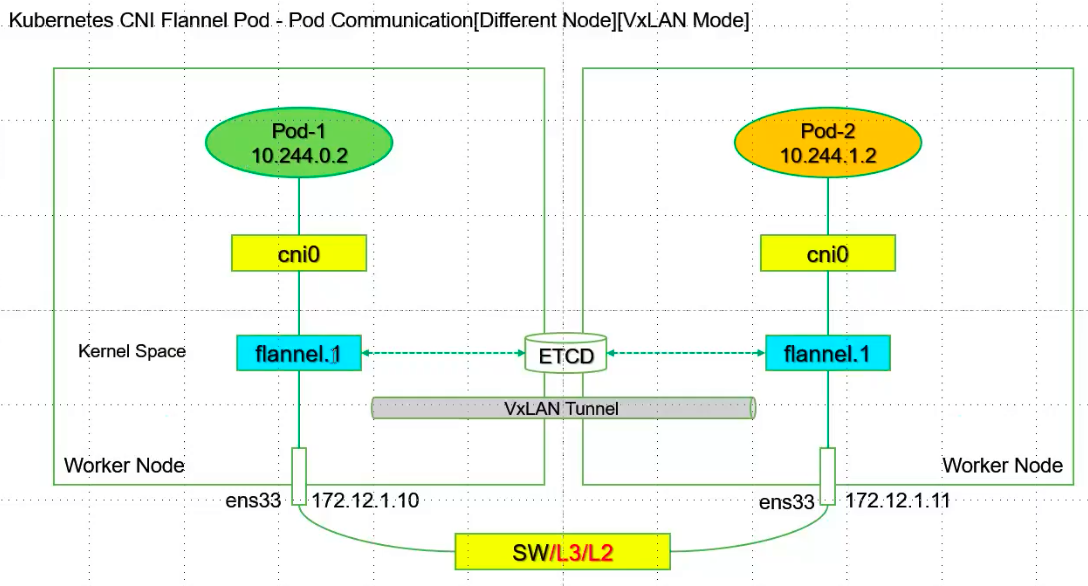 Kubernetes CNI Flannel Pod - Pod Communication[Different Node][VxLAN Mode]
Pod-1
10.244.0.2
Pod-2
10.244.1.2
cni0
cni0
Kernel Space
flannel.1
ETCD
flannel.1
VxLAN Tunnel
Worker Node
Worker Node
ens33
172.12.1.10
ens33
172.12.1.11
SW/L3/L2